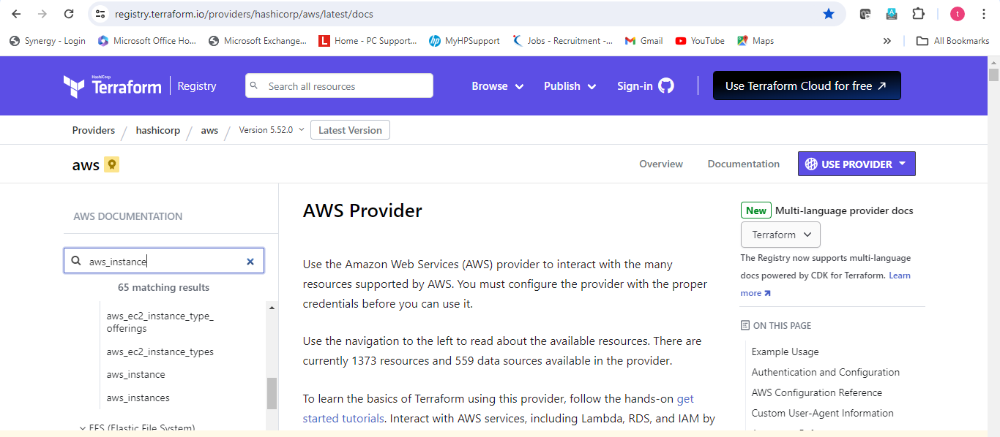 registry.terraform.io/providers/hashicorp/aws/latest/docs
t
Synergy - Login
Microsoft Office Ho...
Microsoft Exchange...
L
Home - PC Support...
hp
MyHPSupport
Jobs - Recruitment -...
Gmail
YouTube
Maps
»
All Bookmarks
HashiCorp
Terraform
Registry
Search all resources
Browse
Publish
Sign-in
Use Terraform Cloud for free ↗
Providers / hashicorp / aws / Version 5.52.0
Latest Version
aws
Overview
Documentation
USE PROVIDER
AWS DOCUMENTATION
aws_instance
65 matching results
aws_ec2_instance_type_
offerings
aws_ec2_instance_types
aws_instance
aws_instances
EFS (Elastic File System)
AWS Provider
Use the Amazon Web Services (AWS) provider to interact with the many
resources supported by AWS. You must configure the provider with the proper
credentials before you can use it.
Use the navigation to the left to read about the available resources. There are
currently 1373 resources and 559 data sources available in the provider.
To learn the basics of Terraform using this provider, follow the hands-on get
started tutorials. Interact with AWS services, including Lambda, RDS, and IAM by
New Multi-language provider docs
Terraform
The Registry now supports multi-language
docs powered by CDK for Terraform. Learn
more
ON THIS PAGE
Example Usage
Authentication and Configuration
AWS Configuration Reference
Custom User-Agent Information